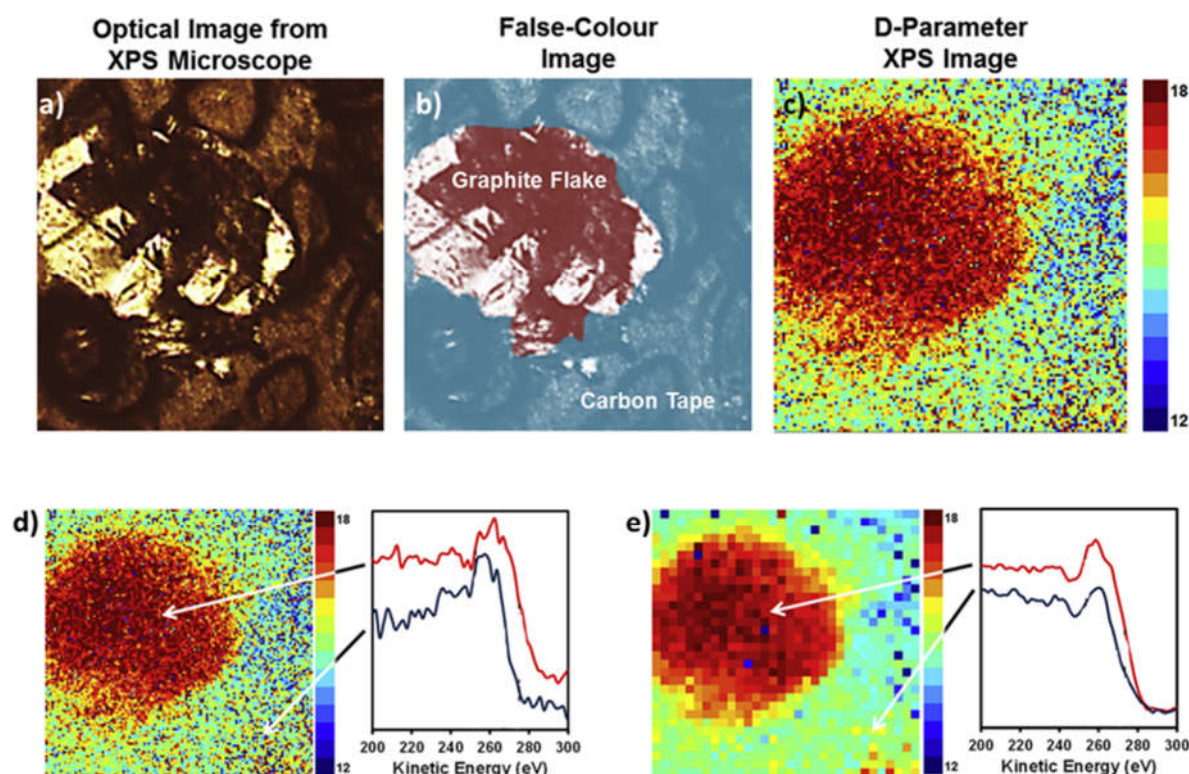 Optical Image from
XPS Microscope
False-Colour
Image
D-Parameter
XPS Image
a)
b)
Graphite Flake
Carbon Tape
c)
18
12
d)
18
12
200 220 240 260 280 300
Kinetic Energy (eV)
e)
18
12
200 220 240 260 280 300
Kinetic Energy (eV)